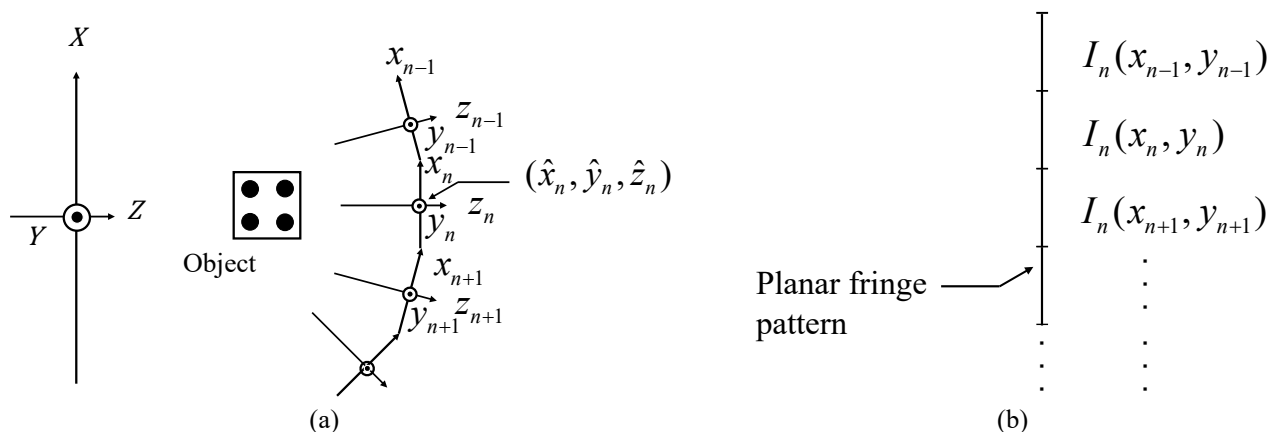 X
Y
Z
Object
x_{n-1}
z_{n-1}
y_{n-1}
x_n
(x̂_n, ŷ_n, ẑ_n)
z_n
y_n
x_{n+1}
y_{n+1} z_{n+1}
(a)
I_n(x_{n-1}, y_{n-1})
I_n(x_n, y_n)
I_n(x_{n+1}, y_{n+1})
Planar fringe
pattern
(b)